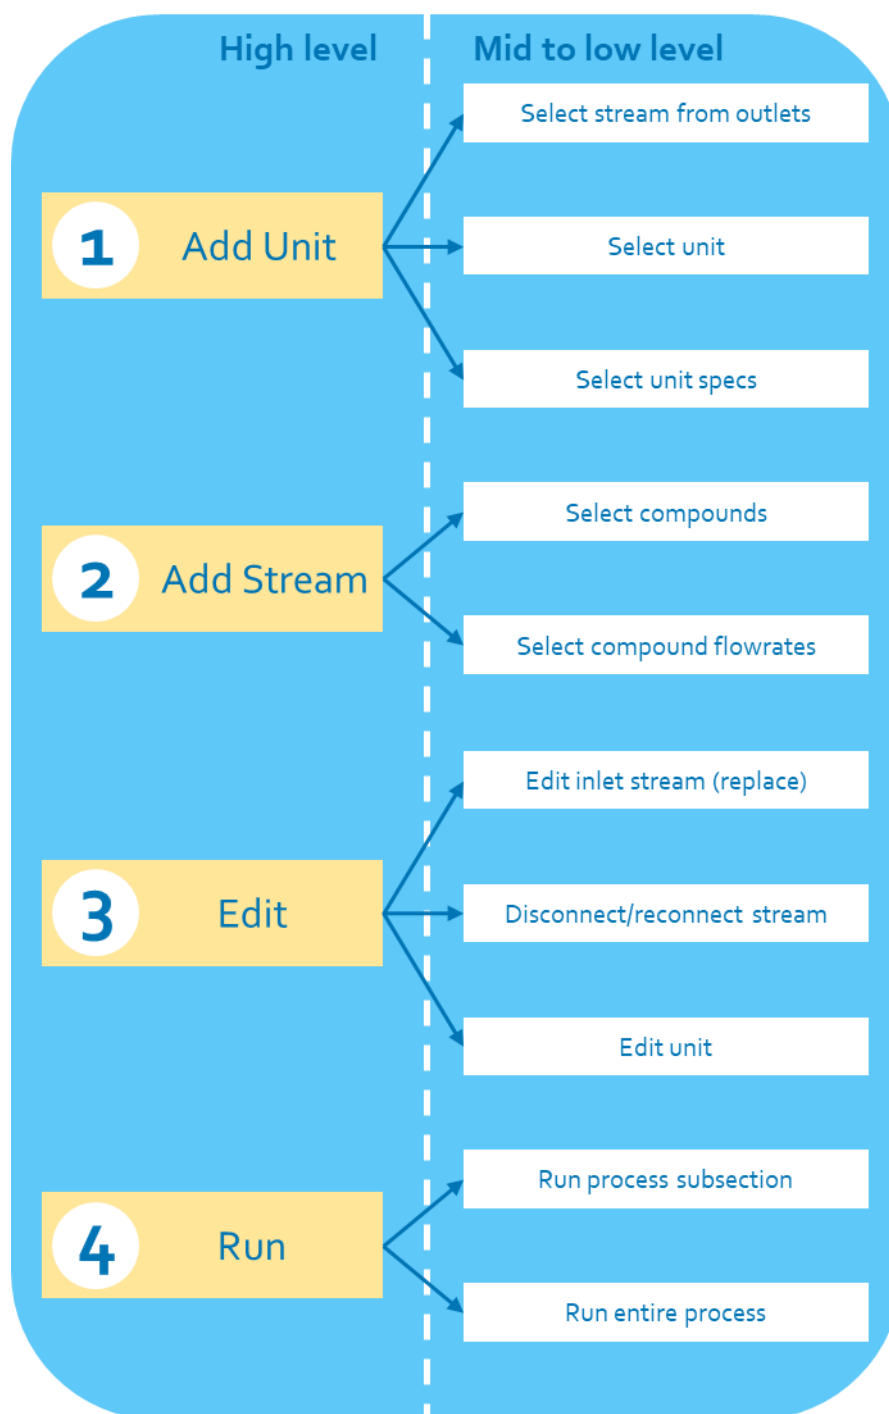 High level
Mid to low level
Select stream from outlets
1 Add Unit
Select unit
Select unit specs
Select compounds
2 Add Stream
Select compound flowrates
Edit inlet stream (replace)
3 Edit
Disconnect/reconnect stream
Edit unit
Run process subsection
4 Run
Run entire process